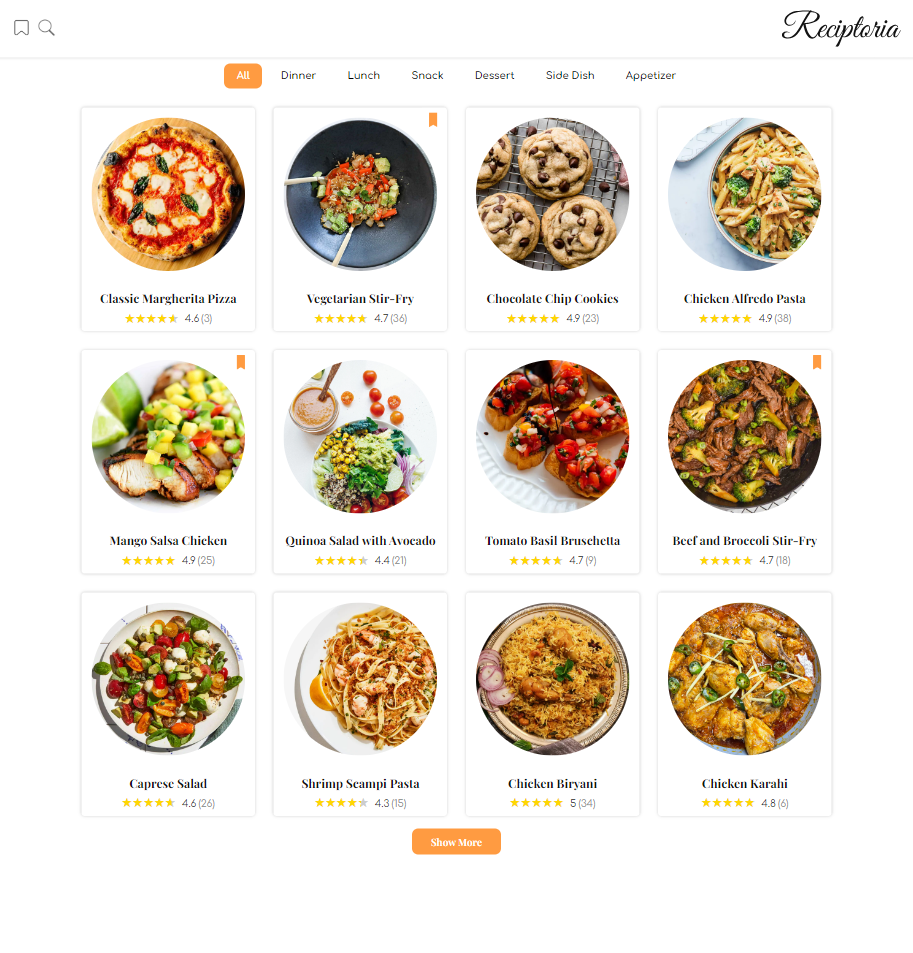 Reciptoria
All Dinner Lunch Snack Dessert Side Dish Appetizer
Classic Margherita Pizza
4.6 (3)
Vegetarian Stir-Fry
4.7 (36)
Chocolate Chip Cookies
4.9 (23)
Chicken Alfredo Pasta
4.9 (38)
Mango Salsa Chicken
4.9 (25)
Quinoa Salad with Avocado
4.4 (21)
Tomato Basil Bruschetta
4.7 (9)
Beef and Broccoli Stir-Fry
4.7 (18)
Caprese Salad
4.6 (26)
Shrimp Scampi Pasta
4.3 (15)
Chicken Biryani
5 (34)
Chicken Karahi
4.8 (6)
Show More